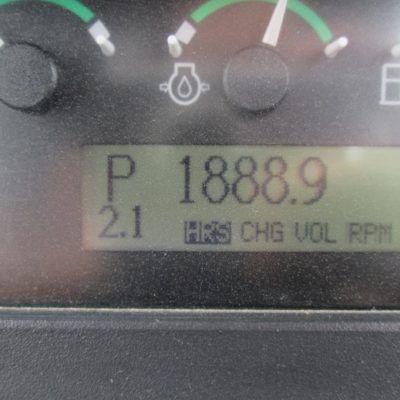 P 1888.9
2.1 HRS CHG VOL RPM